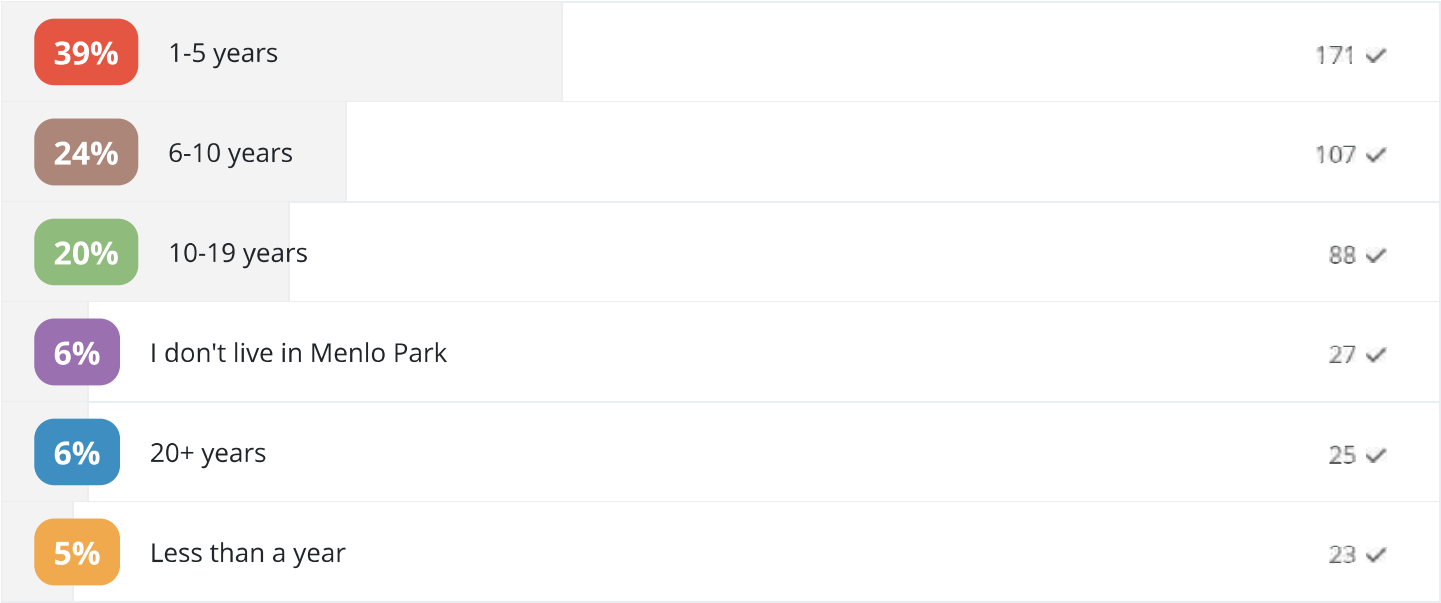 39% 1-5 years 171
24% 6-10 years 107
20% 10-19 years 88
6% I don't live in Menlo Park 27
6% 20+ years 25
5% Less than a year 23